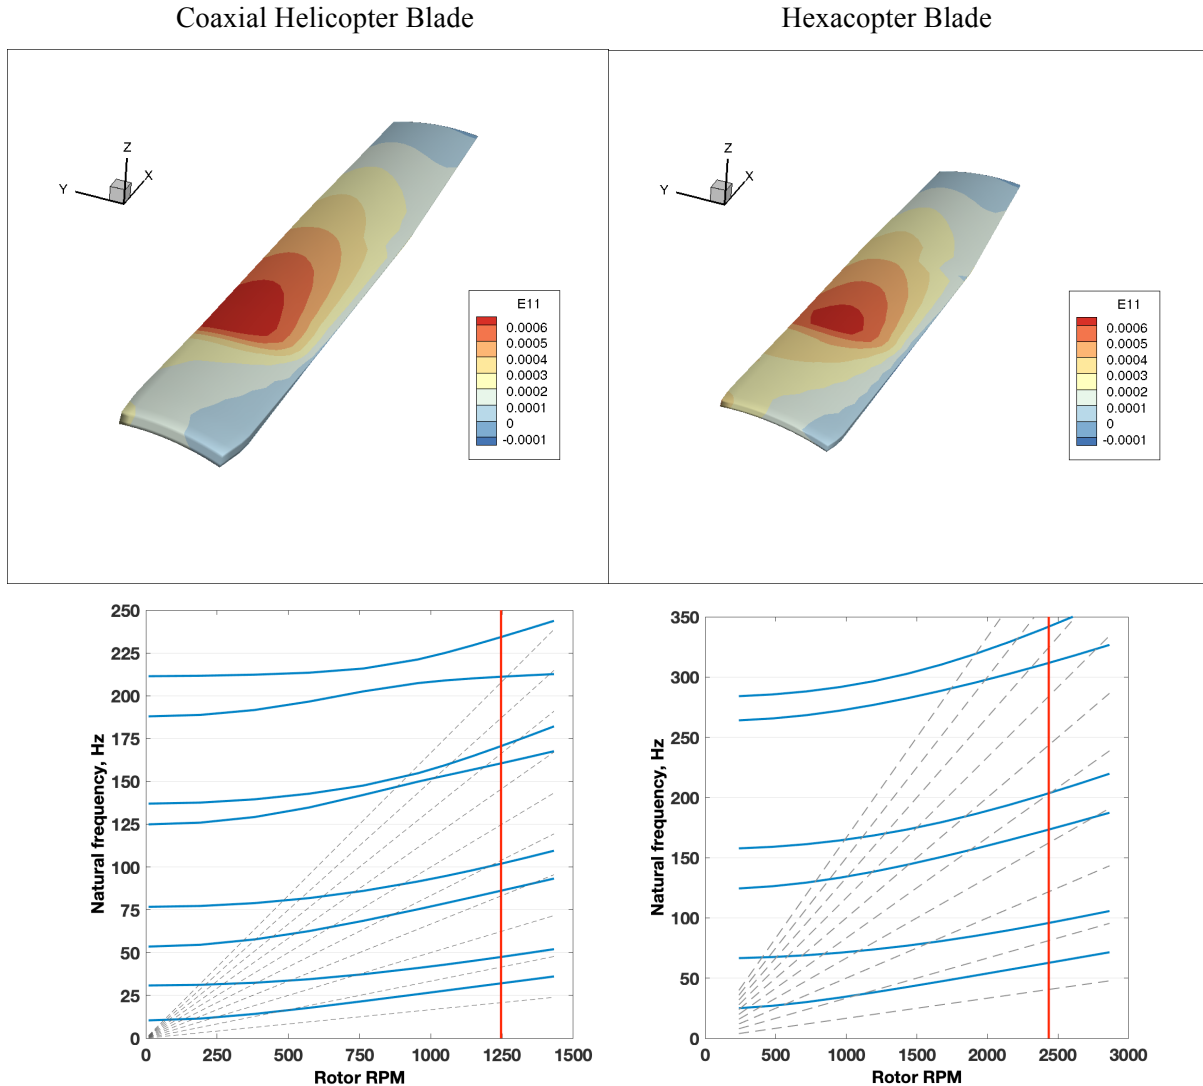 Coaxial Helicopter Blade
Hexacopter Blade
Z
Y
X
E11
0.0006
0.0005
0.0004
0.0003
0.0002
0.0001
0
-0.0001
Z
Y
X
E11
0.0006
0.0005
0.0004
0.0003
0.0002
0.0001
0
-0.0001
Natural frequency, Hz
250
225
200
175
150
125
100
75
50
25
0
0 250 500 750 1000 1250 1500
Rotor RPM
Natural frequency, Hz
350
300
250
200
150
100
50
0
0 500 1000 1500 2000 2500 3000
Rotor RPM